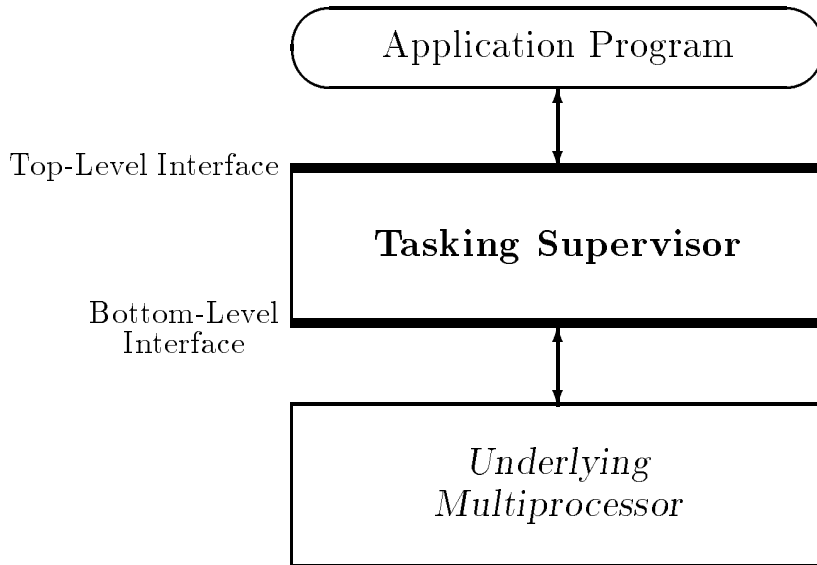 Application Program
Top-Level Interface
Tasking Supervisor
Bottom-Level
Interface
Underlying
Multiprocessor